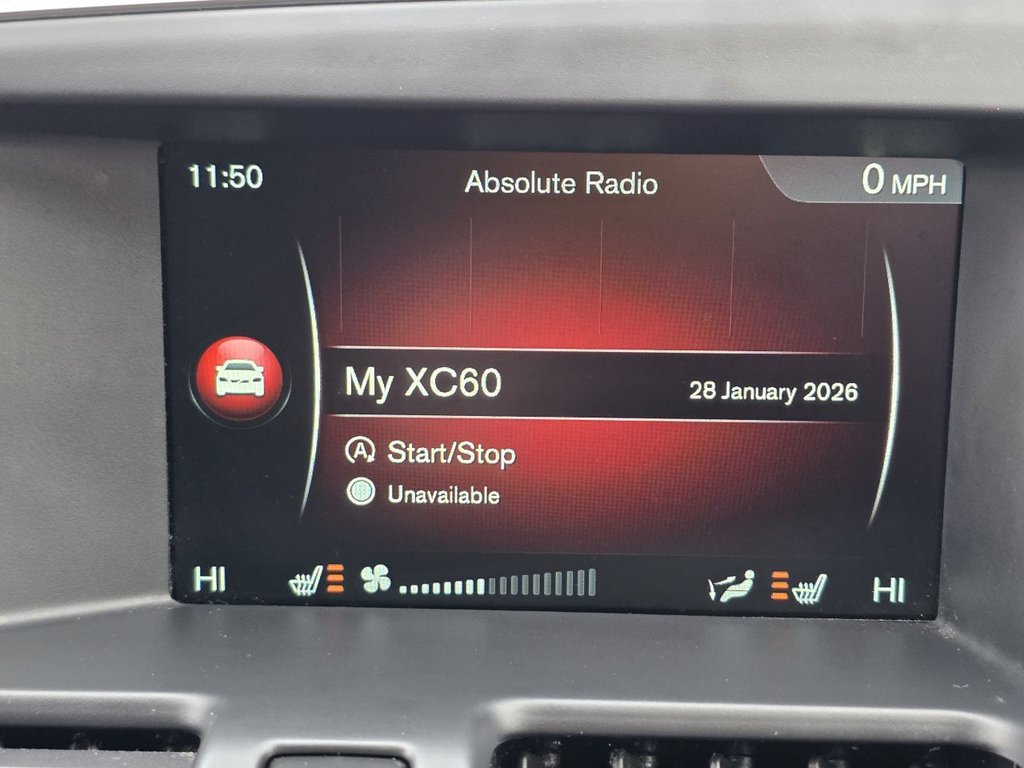 11:50 Absolute Radio 0 MPH
My XC60 28 January 2026
A Start/Stop
Unavailable
HI HI